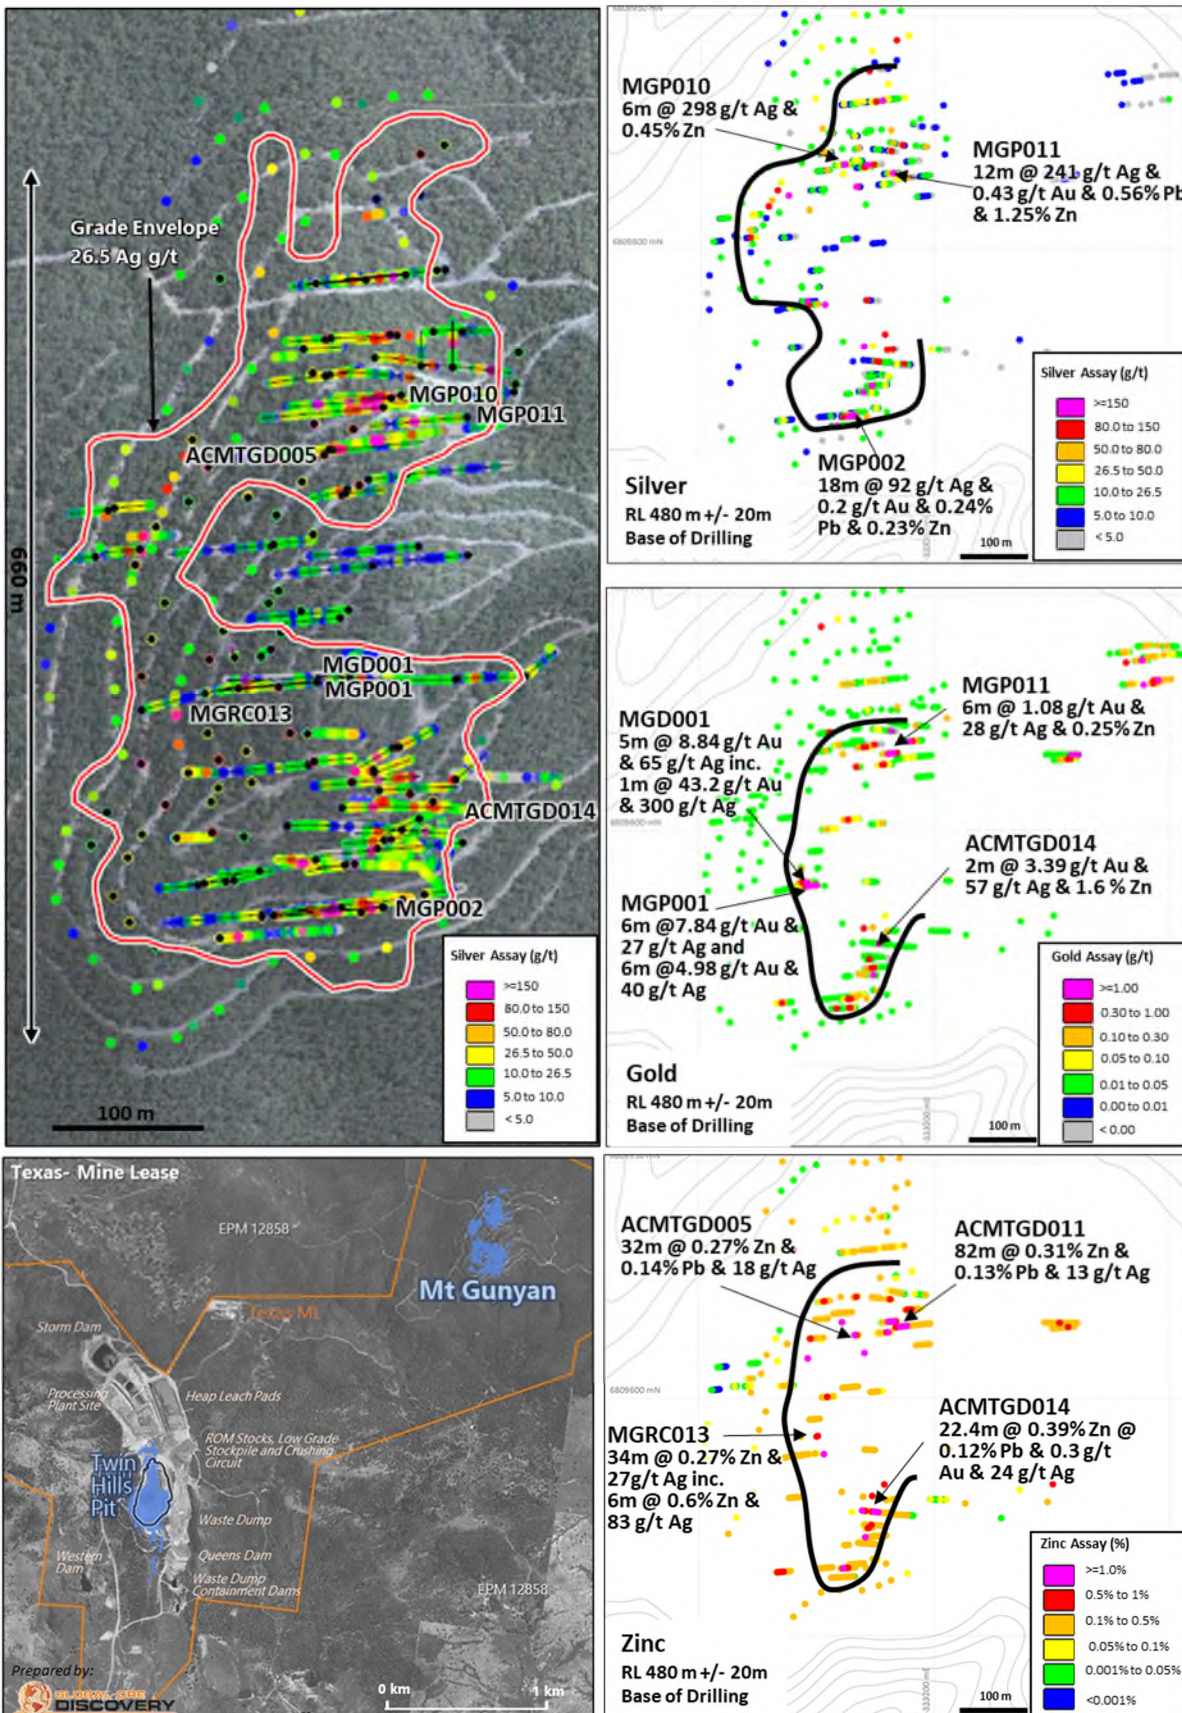 Grade Envelope
26.5 Ag g/t
660 m
MGP010
MGP011
ACMTGD005
MGD001
MGP001
MGRC013
ACMTGD014
MGP002
100 m
Silver Assay (g/t)
>=150
80.0 to 150
50.0 to 80.0
26.5 to 50.0
10.0 to 26.5
5.0 to 10.0
< 5.0
MGP010
6m @ 298 g/t Ag &
0.45% Zn
MGP011
12m @ 241 g/t Ag &
0.43 g/t Au & 0.56% Pb
& 1.25% Zn
6809600 mN
MGP002
18m @ 92 g/t Ag &
0.2 g/t Au & 0.24%
Pb & 0.23% Zn
Silver
RL 480 m +/- 20m
Base of Drilling
100 m
Silver Assay (g/t)
>=150
80.0 to 150
50.0 to 80.0
26.5 to 50.0
10.0 to 26.5
5.0 to 10.0
< 5.0
MGD001
5m @ 8.84 g/t Au
& 65 g/t Ag inc.
1m @ 43.2 g/t Au
& 300 g/t Ag
MGP011
6m @ 1.08 g/t Au &
28 g/t Ag & 0.25% Zn
6809600 mN
ACMTGD014
2m @ 3.39 g/t Au &
57 g/t Ag & 1.6 % Zn
MGP001
6m @7.84 g/t Au &
27 g/t Ag and
6m @4.98 g/t Au &
40 g/t Ag
Gold
RL 480 m +/- 20m
Base of Drilling
333200 mE
100 m
Gold Assay (g/t)
>=1.00
0.30 to 1.00
0.10 to 0.30
0.05 to 0.10
0.01 to 0.05
0.00 to 0.01
< 0.00
Texas- Mine Lease
EPM 12858
Mt Gunyan
Texas ML
Storm Dam
Processing
Plant Site
Heap Leach Pads
ROM Stocks, Low Grade
Stockpile and Crushing
Circuit
Twin
Hills
Pit
Waste Dump
Western
Dam
Queens Dam
Waste Dump
Containment Dams
EPM 12858
Prepared by:
GLOBAL ORE
DISCOVERY
0 km
1 km
ACMTGD005
32m @ 0.27% Zn &
0.14% Pb & 18 g/t Ag
ACMTGD011
82m @ 0.31% Zn &
0.13% Pb & 13 g/t Ag
6809600 mN
MGRC013
34m @ 0.27% Zn &
27g/t Ag inc.
6m @ 0.6% Zn &
83 g/t Ag
ACMTGD014
22.4m @ 0.39% Zn @
0.12% Pb & 0.3 g/t
Au & 24 g/t Ag
Zinc
RL 480 m +/- 20m
Base of Drilling
333200 mE
100 m
Zinc Assay (%)
>=1.0%
0.5% to 1%
0.1% to 0.5%
0.05% to 0.1%
0.001% to 0.05%
<0.001%